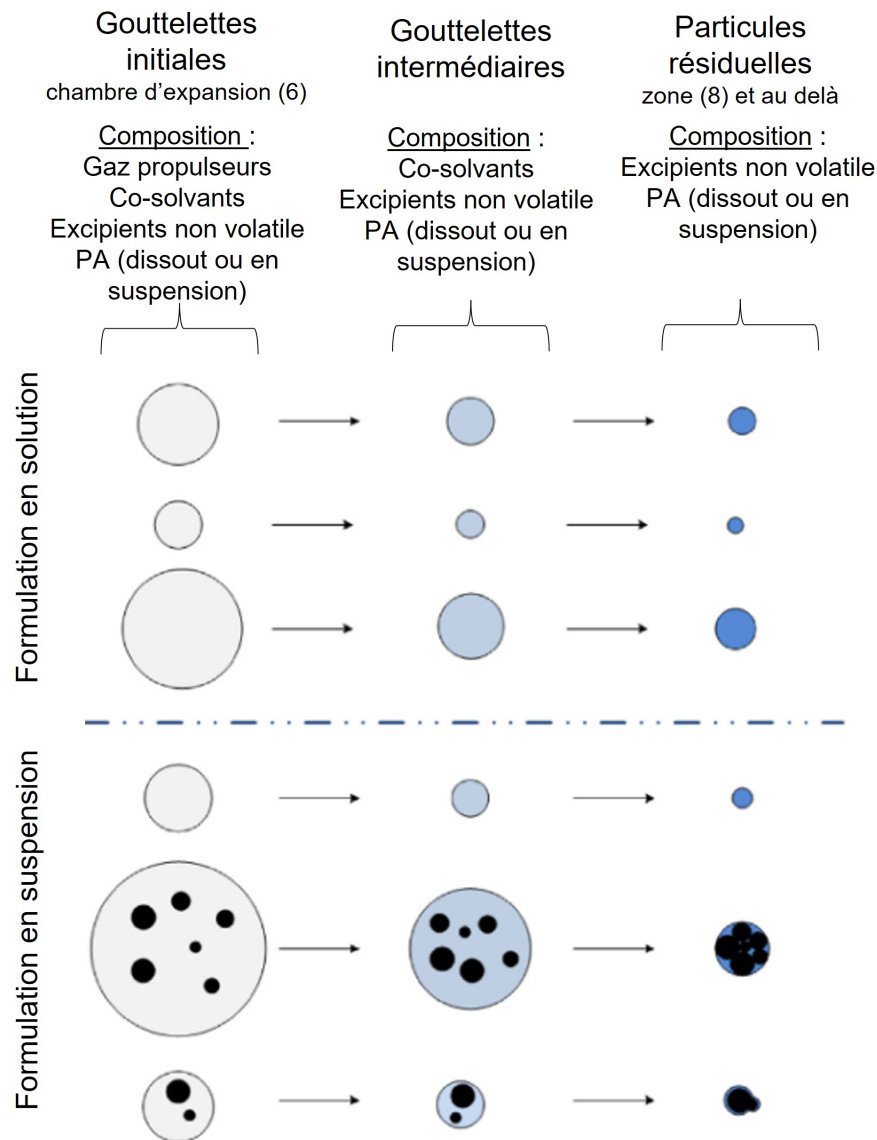 Gouttelettes
initiales
chambre d'expansion (6)
Composition :
Gaz propulseurs
Co-solvants
Excipients non volatile
PA (dissout ou en
suspension)
Gouttelettes
intermédiaires
Composition :
Co-solvants
Excipients non volatile
PA (dissout ou en
suspension)
Particules
résiduelles
zone (8) et au delà
Composition :
Excipients non volatile
PA (dissout ou en
suspension)
Formulation en solution
Formulation en suspension